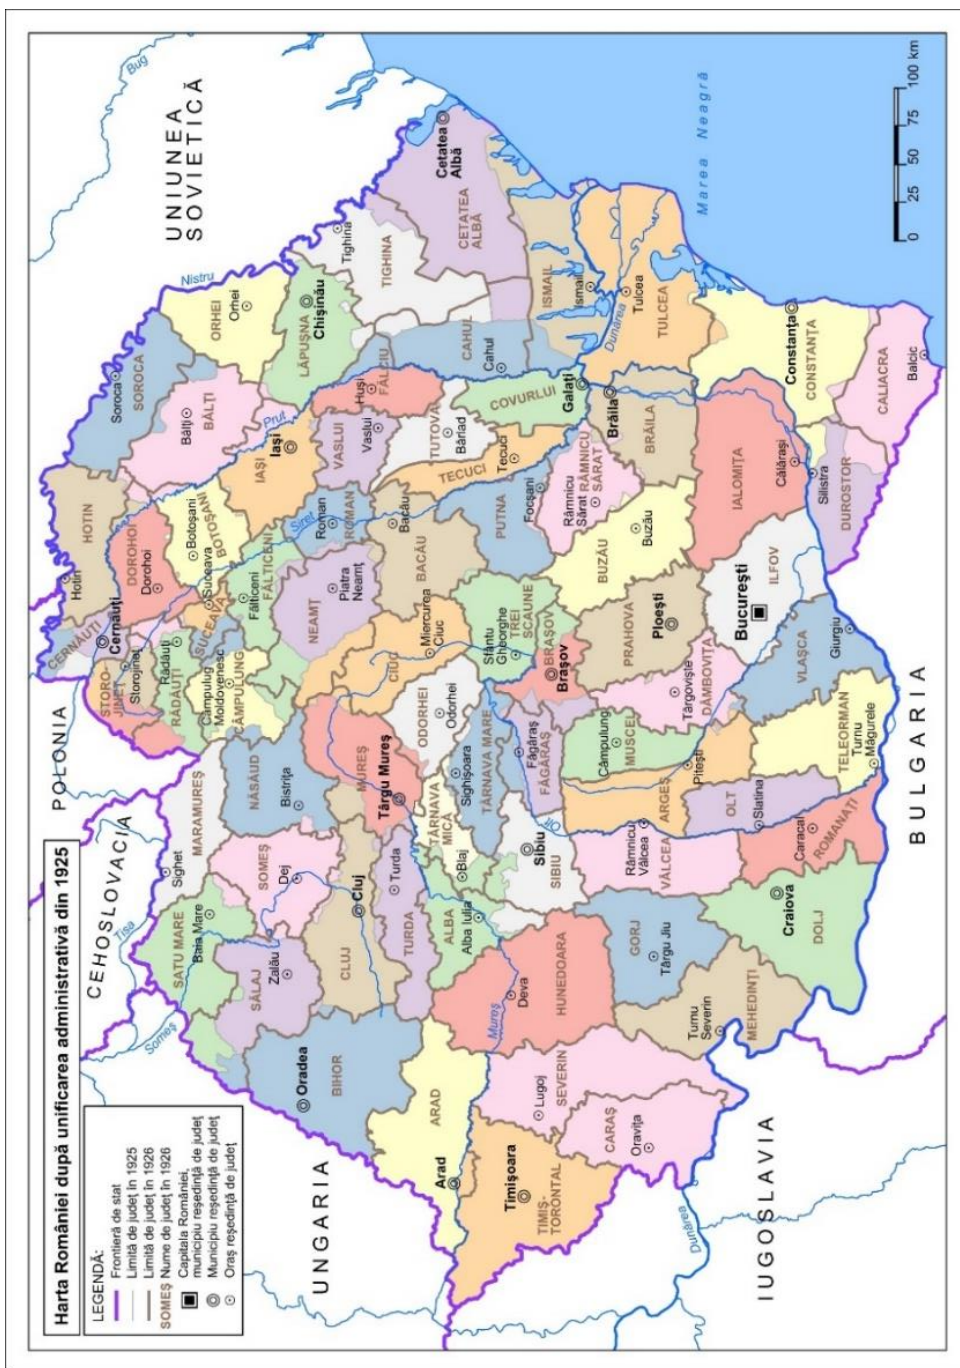 Harta României după unificarea administrativă din 1925
LEGENDĂ:
Frontieră de stat
Limită de județ în 1925
Limită de județ în 1926
SOMEȘ Nume de județ în 1926
Capitala României,
municipiu reședință de județ
Municipiu reședință de județ
Oraș reședință de județ
CEHOSLOVACIA
POLONIA
UNIUNEA
SOVIETICĂ
UNGARIA
IUGOSLAVIA
BULGARIA
Marea Neagră
Bug
Nistru
Tisa
Someș
Prut
Siret
Mureș
Olt
Dunărea
Dunărea
0 25 50 75 100 km
HOTIN
Hotin
CERNĂUȚI
Cernăuți
STORO-
JINEȚ
Storojineț
RĂDĂUȚI
Rădăuți
SUCEAVA
Suceava
CÂMPULUNG
Câmpulug
Moldovenesc
DOROHOI
Dorohoi
BOTOȘANI
Botoșani
FĂLTICENI
Fălticeni
SOROCA
Soroca
BĂLȚI
Bălți
ORHEI
Orhei
LĂPUȘNA
Chișinău
TIGHINA
Tighina
CETATEA
ALBĂ
Cetatea
Albă
ISMAIL
Ismail
CAHUL
Cahul
IAȘI
Iași
VASLUI
Vaslui
FĂLCIU
Huși
TUTOVA
Bârlad
TECUCI
Tecuci
COVURLUI
Galați
ROMAN
Roman
NEAMȚ
Piatra
Neamț
BACĂU
Bacău
PUTNA
Focșani
RÂMNICU
SĂRAT
Râmnicu
Sărat
BRĂILA
Brăila
BUZĂU
Buzău
TULCEA
Tulcea
CONSTANȚA
Constanța
CALIACRA
Balcic
DUROSTOR
Silistra
IALOMIȚA
Călărași
ILFOV
București
PRAHOVA
Ploești
DÂMBOVIȚA
Târgoviște
VLAȘCA
Giurgiu
TELEORMAN
Turnu
Măgurele
MUSCEL
Câmpulung
ARGEȘ
Pitești
OLT
Slatina
ROMANAȚI
Caracal
VÂLCEA
Râmnicu
Vâlcea
DOLJ
Craiova
GORJ
Târgu Jiu
MEHEDINȚI
Turnu
Severin
MARAMUREȘ
Sighet
SATU MARE
Baia Mare
SĂLAJ
Zalău
SOMEȘ
Dej
NĂSĂUD
Bistrița
CLUJ
Cluj
BIHOR
Oradea
MUREȘ
Târgu Mureș
CIUC
Miercurea
Ciuc
ODORHEI
Odorhei
TREI
SCAUNE
Sfântu
Gheorghe
BRAȘOV
Brașov
FĂGĂRAȘ
Făgăraș
TÂRNAVA MARE
Sighișoara
TÂRNAVA
MICĂ
Blaj
TURDA
Turda
ALBA
Alba Iulia
SIBIU
Sibiu
HUNEDOARA
Deva
ARAD
Arad
TIMIȘ-
TORONTAL
Timișoara
SEVERIN
Lugoj
CARAȘ
Oravița